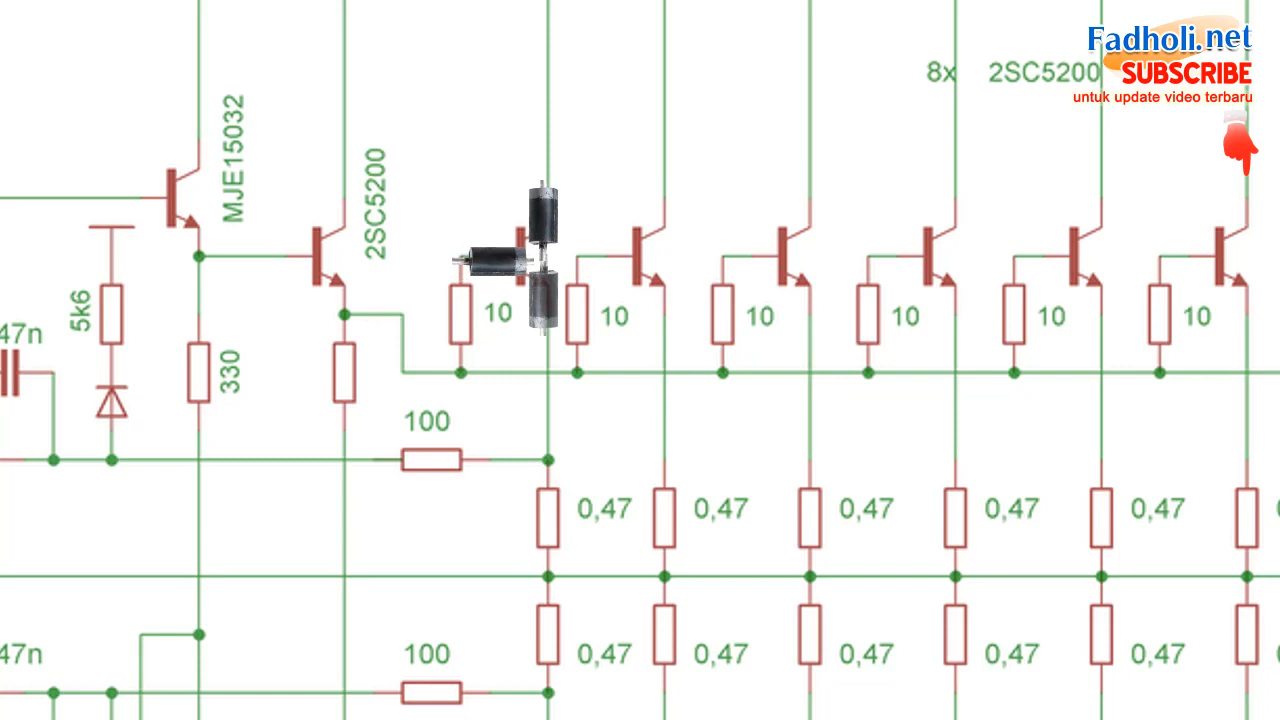 Fadholi.net
SUBSCRIBE
untuk update video terbaru
8x 2SC5200
MJE15032
2SC5200
5k6
47n
330
10
10
10
10
10
10
100
0,47
0,47
0,47
0,47
0,47
47n
100
0,47
0,47
0,47
0,47
0,47